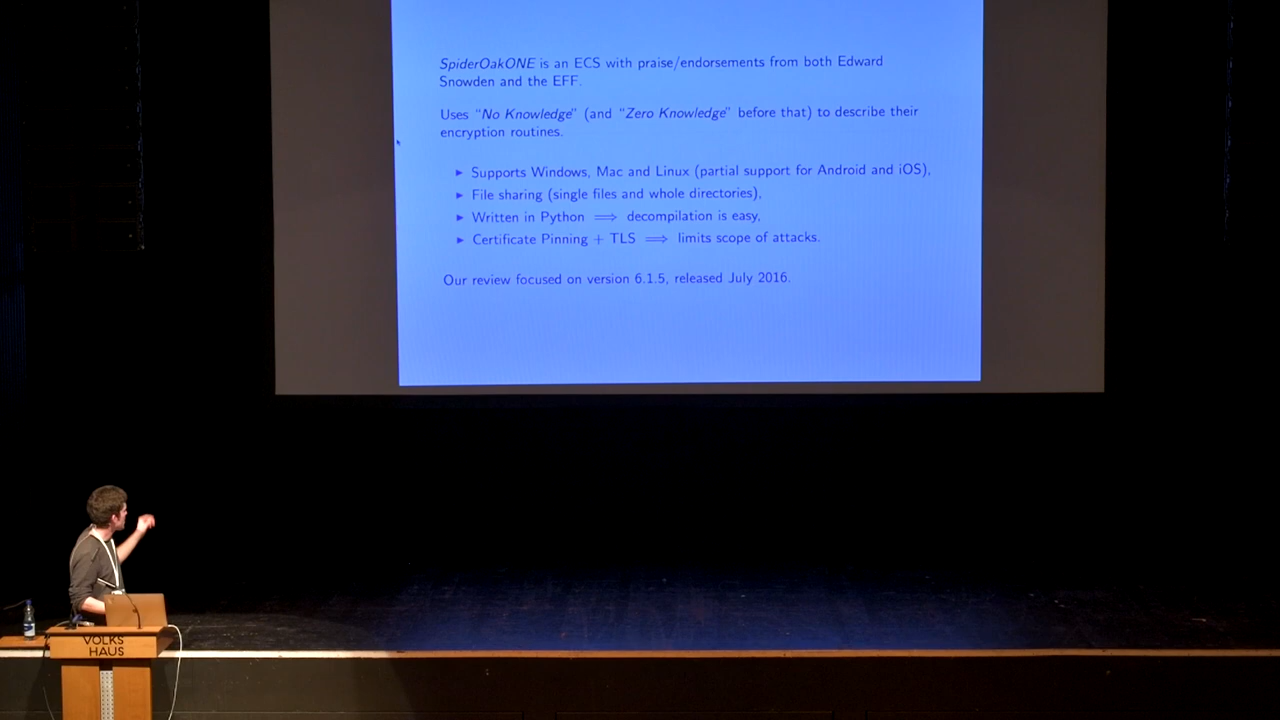 SpiderOakONE is an ECS with praise/endorsements from both Edward
Snowden and the EFF.
Uses "No Knowledge" (and "Zero Knowledge" before that) to describe their
encryption routines.
▶ Supports Windows, Mac and Linux (partial support for Android and iOS),
▶ File sharing (single files and whole directories),
▶ Written in Python ⟹ decompilation is easy,
▶ Certificate Pinning + TLS ⟹ limits scope of attacks.
Our review focused on version 6.1.5, released July 2016.
VOLKS
HAUS